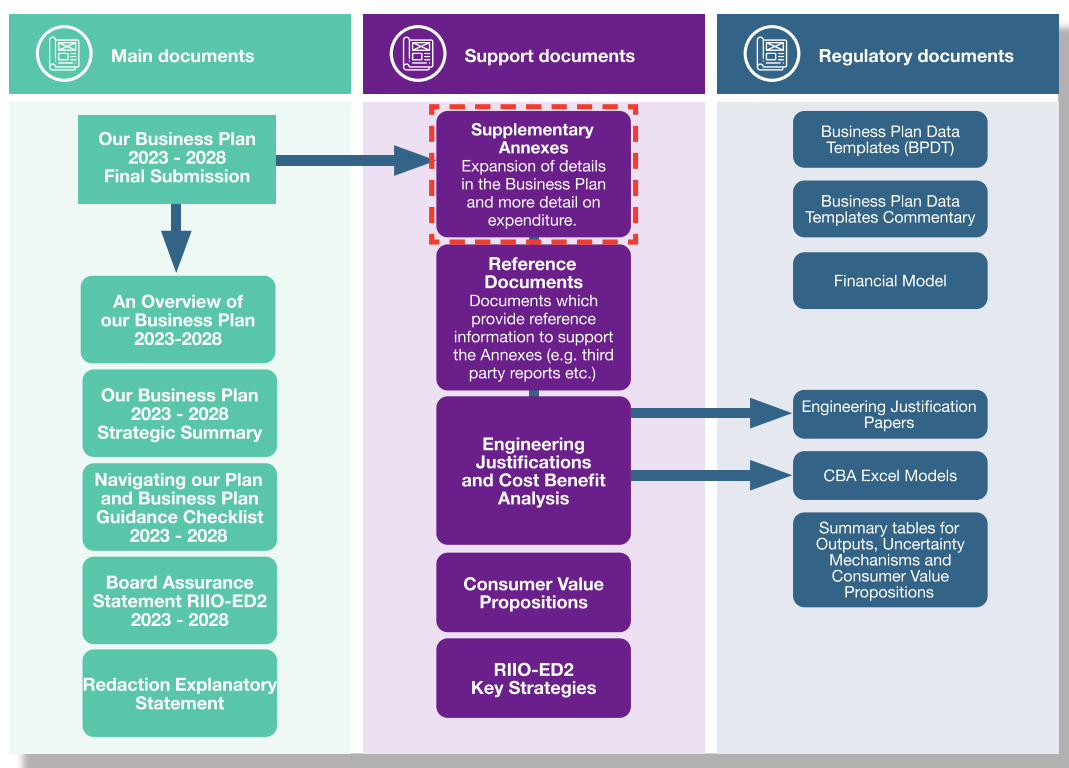 Main documents
Our Business Plan
2023 - 2028
Final Submission
An Overview of
our Business Plan
2023-2028
Our Business Plan
2023 - 2028
Strategic Summary
Navigating our Plan
and Business Plan
Guidance Checklist
2023 - 2028
Board Assurance
Statement RIIO-ED2
2023 - 2028
Redaction Explanatory
Statement
Support documents
Supplementary
Annexes
Expansion of details
in the Business Plan
and more detail on
expenditure.
Reference
Documents
Documents which
provide reference
information to support
the Annexes (e.g. third
party reports etc.)
Engineering
Justifications
and Cost Benefit
Analysis
Consumer Value
Propositions
RIIO-ED2
Key Strategies
Regulatory documents
Business Plan Data
Templates (BPDT)
Business Plan Data
Templates Commentary
Financial Model
Engineering Justification
Papers
CBA Excel Models
Summary tables for
Outputs, Uncertainty
Mechanisms and
Consumer Value
Propositions